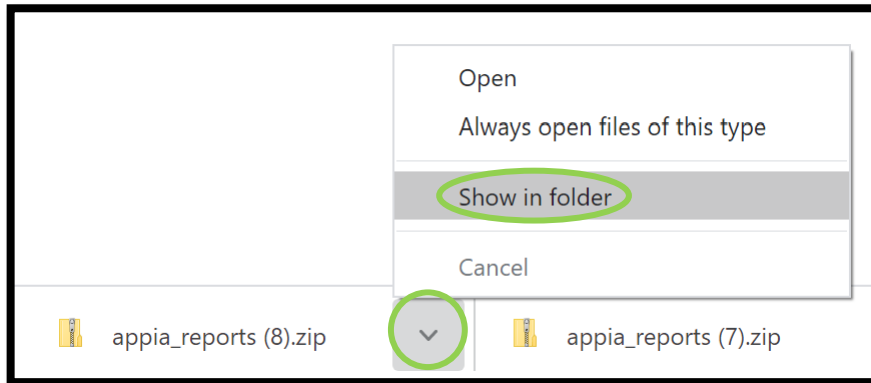 Open
Always open files of this type
Show in folder
Cancel
appia_reports (8).zip
appia_reports (7).zip